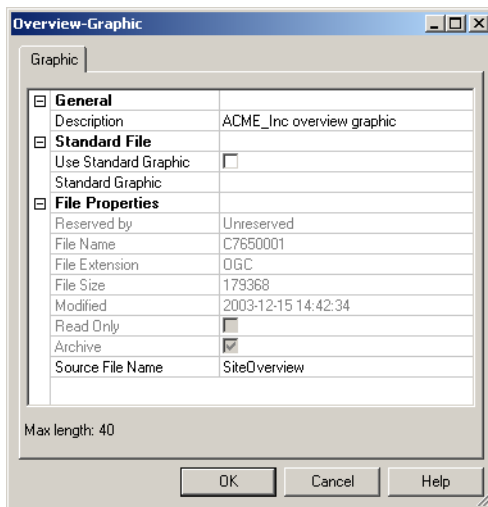 Overview-Graphic
Graphic
General
Description ACME_Inc overview graphic
Standard File
Use Standard Graphic
Standard Graphic
File Properties
Reserved by Unreserved
File Name C7650001
File Extension OGC
File Size 179368
Modified 2003-12-15 14:42:34
Read Only
Archive
Source File Name SiteOverview
Max length: 40
OK Cancel Help